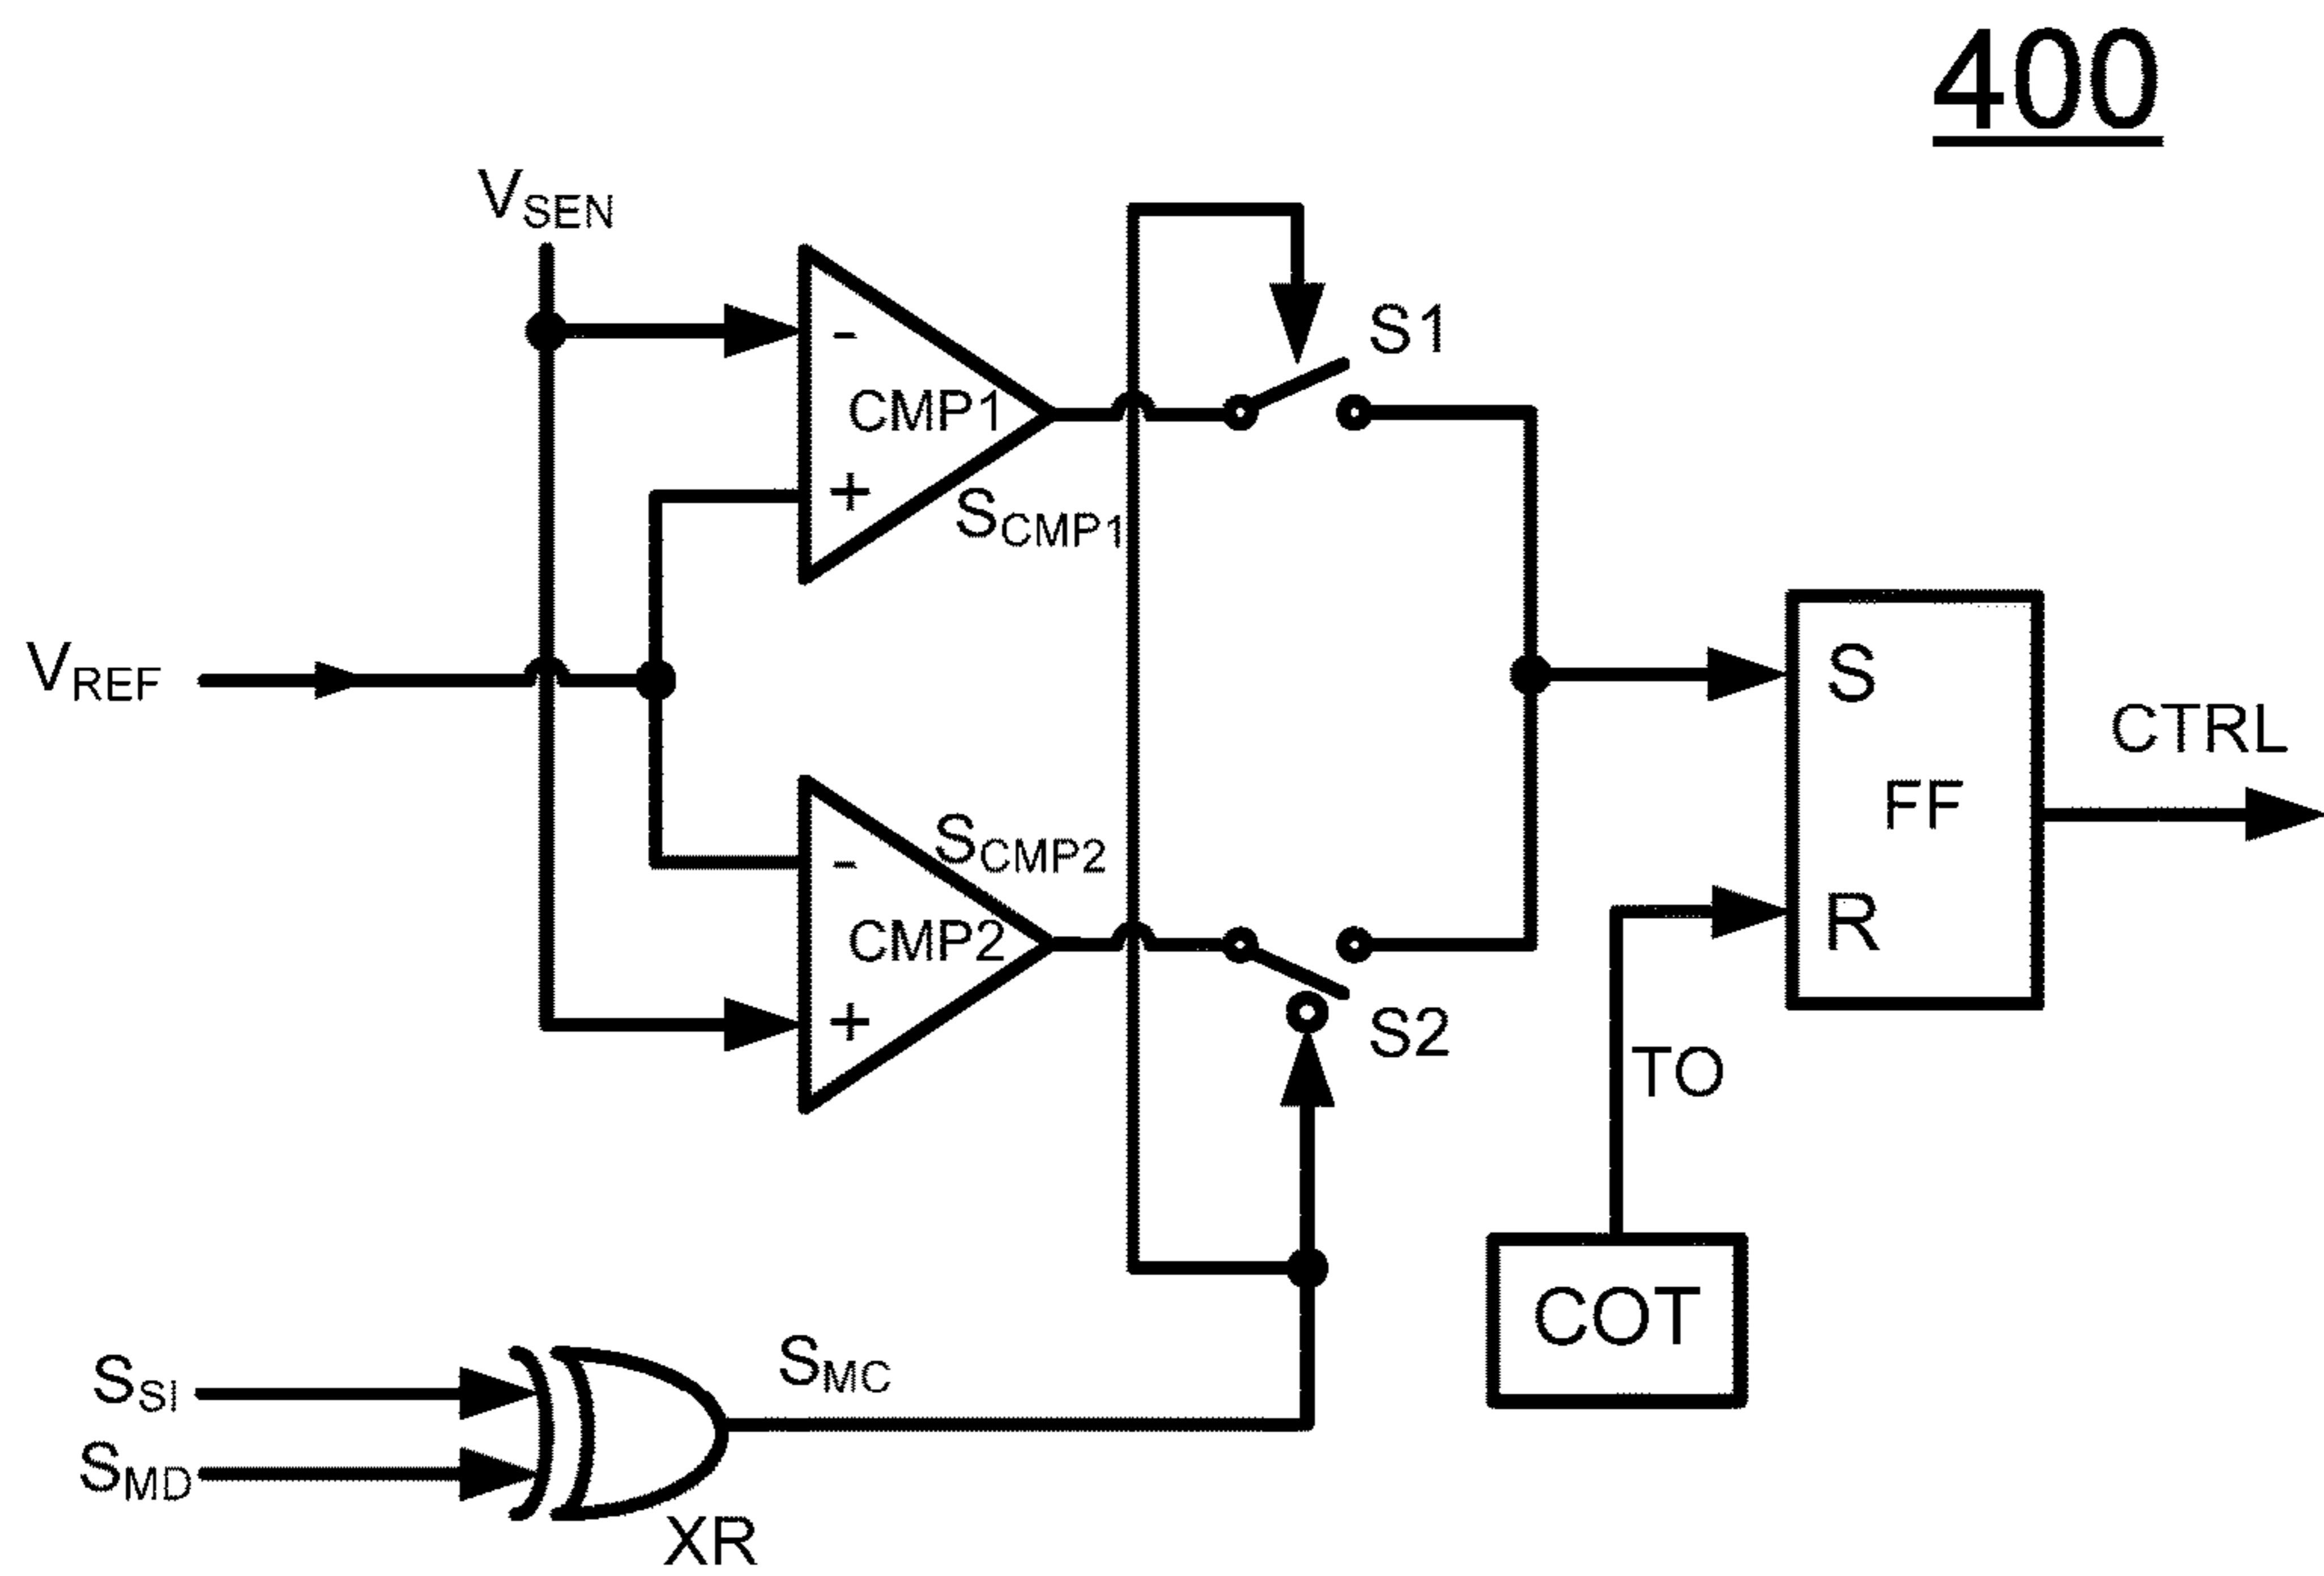 400
VSEN
S1
-
CMP1
+
SCMP1
VREF
S
CTRL
FF
SCMP2
-
CMP2
R
+
S2
TO
COT
SMC
SSI
SMD
XR